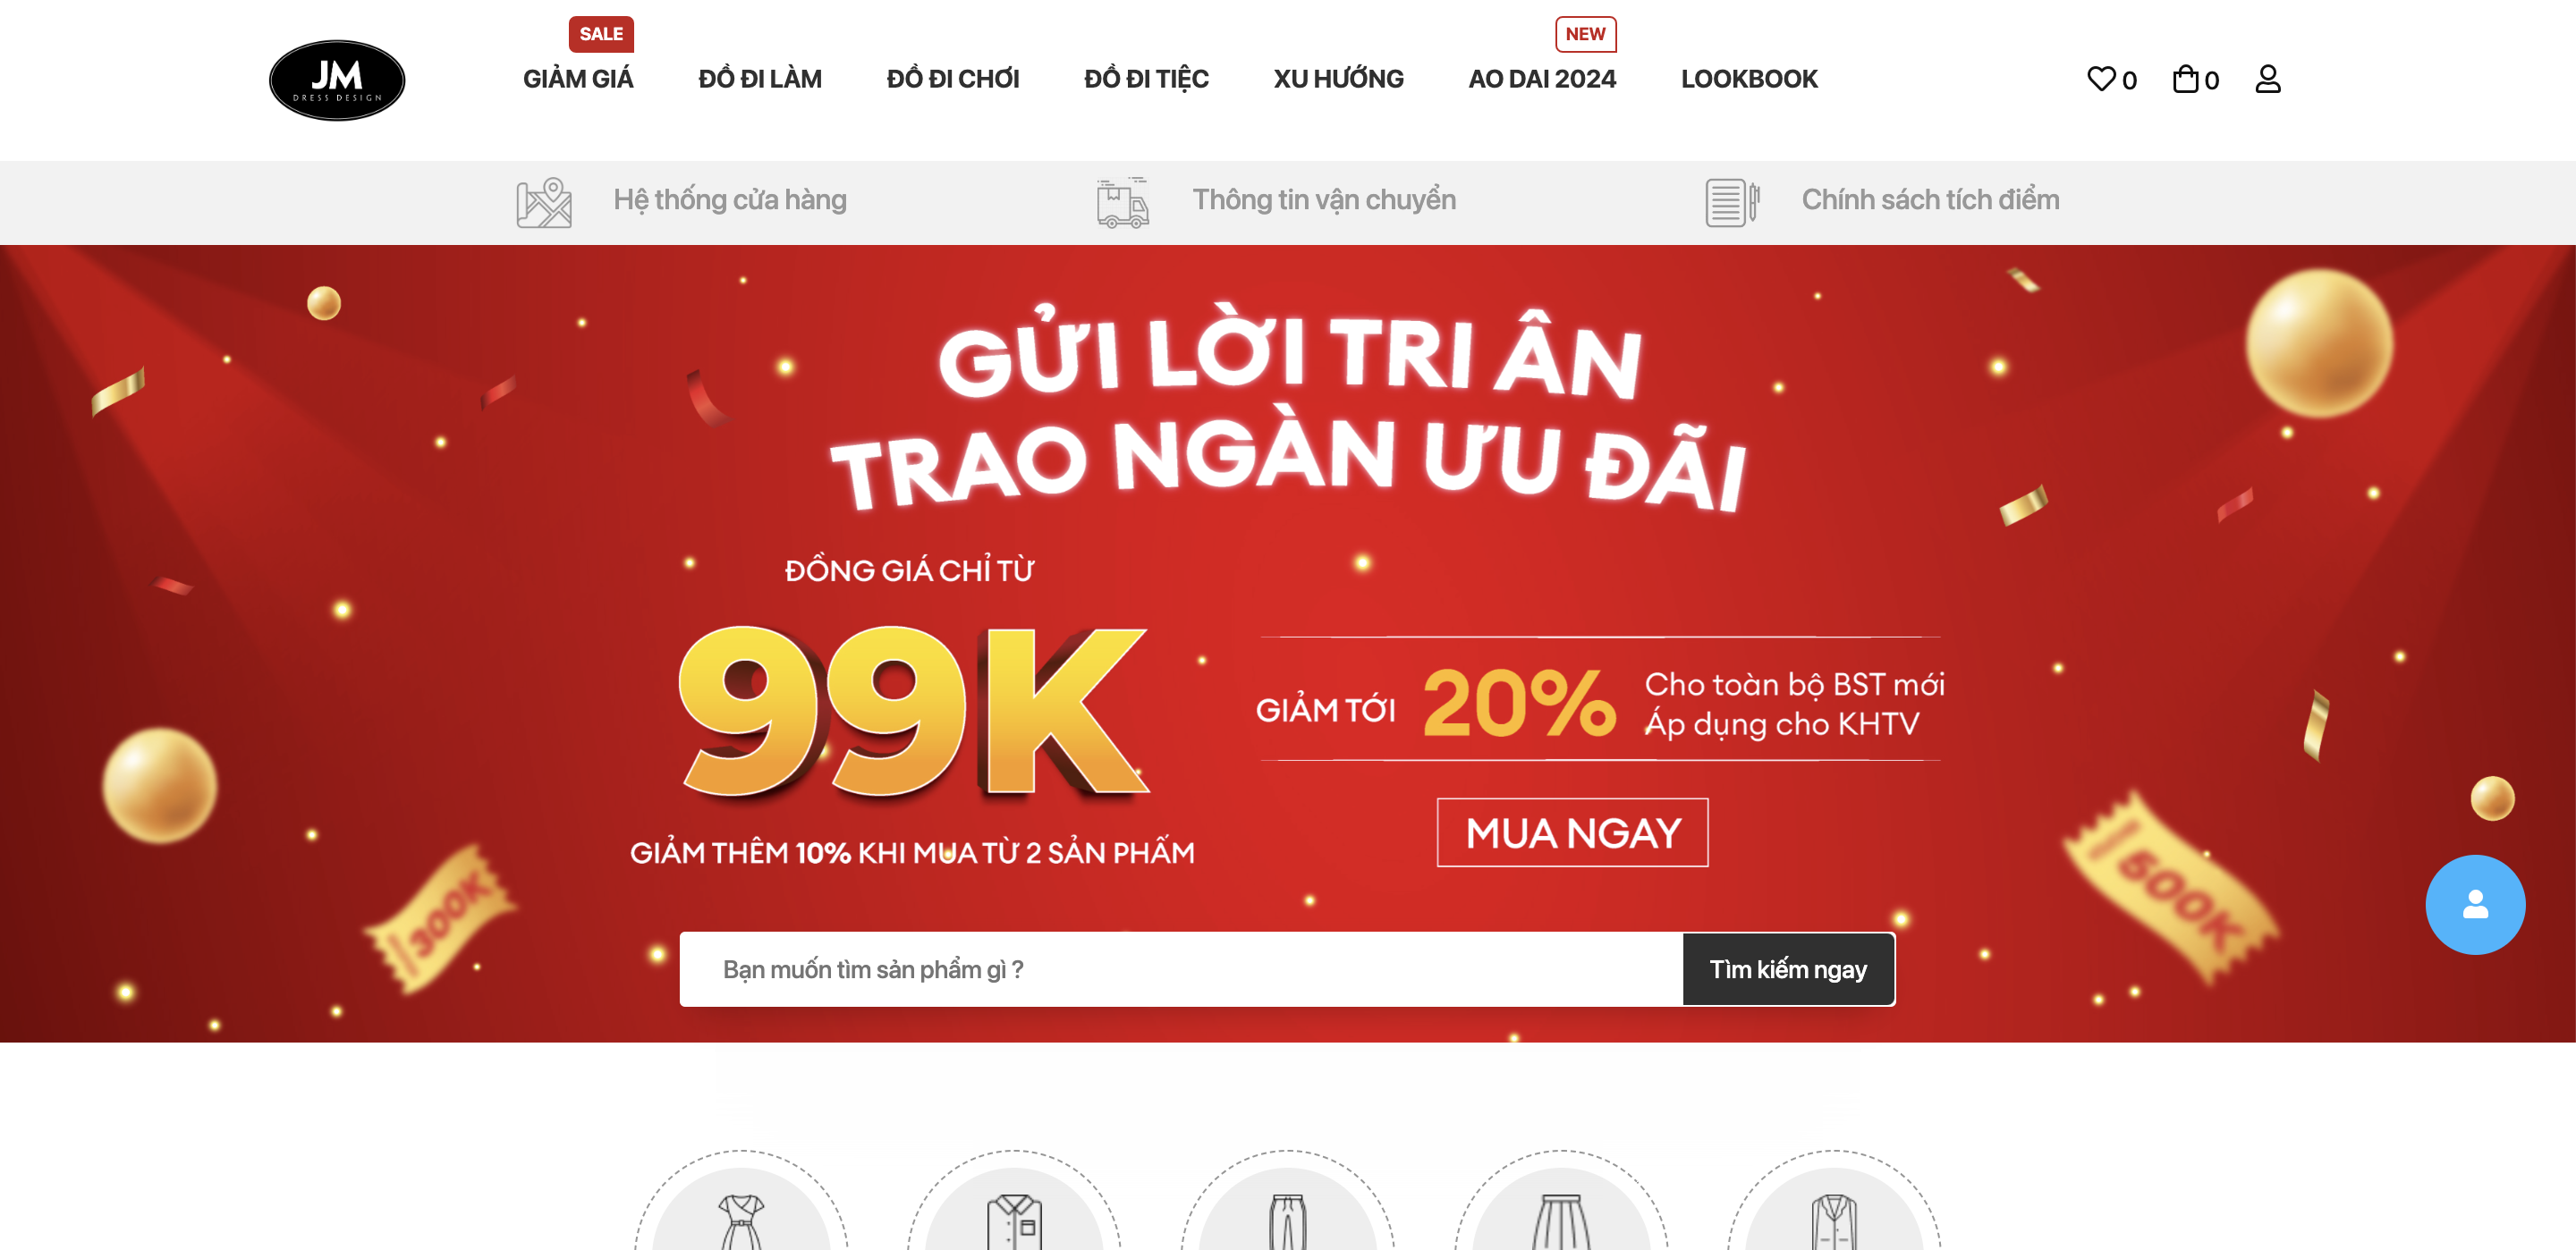 SALE
NEW
JM
DRESS DESIGN
GIẢM GIÁ
ĐỒ ĐI LÀM
ĐỒ ĐI CHƠI
ĐỒ ĐI TIỆC
XU HƯỚNG
AO DAI 2024
LOOKBOOK
0
0
Hệ thống cửa hàng
Thông tin vận chuyển
Chính sách tích điểm
GỬI LỜI TRI ÂN
TRAO NGÀN ƯU ĐÃI
ĐỒNG GIÁ CHỈ TỪ
99K
GIẢM THÊM 10% KHI MUA TỪ 2 SẢN PHẨM
GIẢM TỚI
20%
Cho toàn bộ BST mới
Áp dụng cho KHTV
MUA NGAY
300K
500K
Bạn muốn tìm sản phẩm gì ?
Tìm kiếm ngay